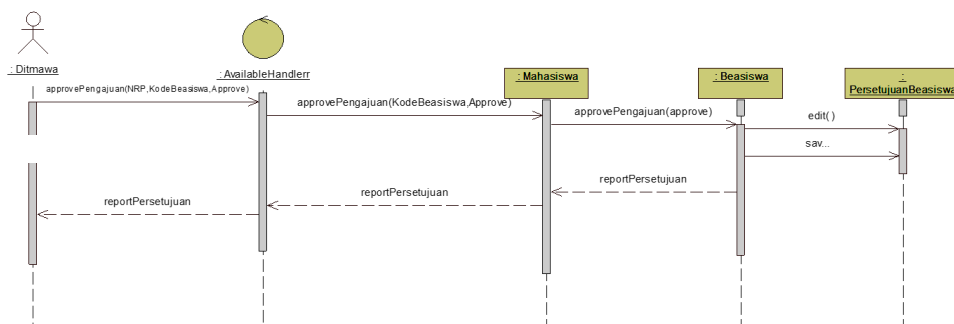 : Ditmawa
: AvailableHandlerr
: Mahasiswa
: Beasiswa
:
PersetujuanBeasiswa
approvePengajuan(NRP,KodeBeasiswa,Approve)
approvePengajuan(KodeBeasiswa,Approve)
approvePengajuan(approve)
edit( )
sav...
reportPersetujuan
reportPersetujuan
reportPersetujuan